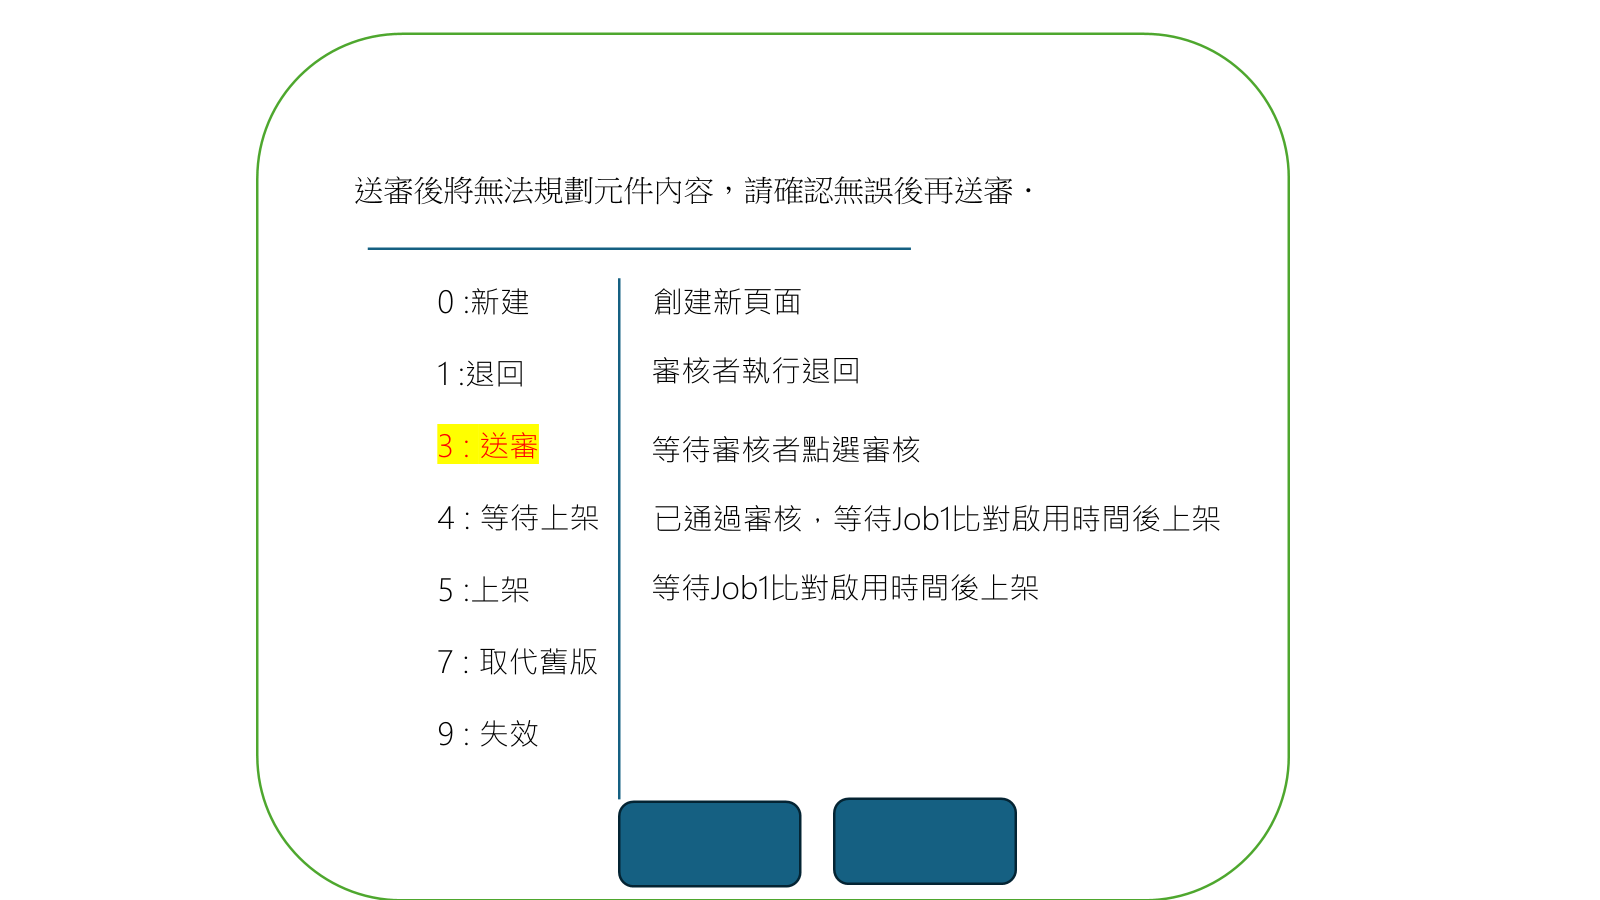 送審後將無法規劃元件內容，請確認無誤後再送審．
0 :新建
創建新頁面
1 :退回
審核者執行退回
3 : 送審
等待審核者點選審核
4 : 等待上架
已通過審核，等待Job1比對啟用時間後上架
5 :上架
等待Job1比對啟用時間後上架
7 : 取代舊版
9 : 失效